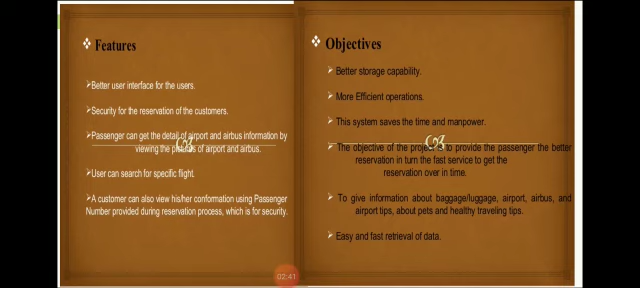 ❖ Features
➢Better user interface for the users.
➢Security for the reservation of the customers.
➢Passenger can get the detail of airport and airbus information by
viewing the of airport and airbus.
➢User can search for specific flight.
➢A customer can also view his/her conformation using Passenger
Number provided during reservation process, which is for security.
❖ Objectives
➢ Better storage capability.
➢ More Efficient operations.
➢ This system saves the time and manpower.
➢ The objective of the project is to provide the passenger the better
reservation in turn the fast service to get the
reservation over in time.
➢ To give information about baggage/luggage, airport, airbus, and
airport tips, about pets and healthy traveling tips.
➢ Easy and fast retrieval of data.
02:41